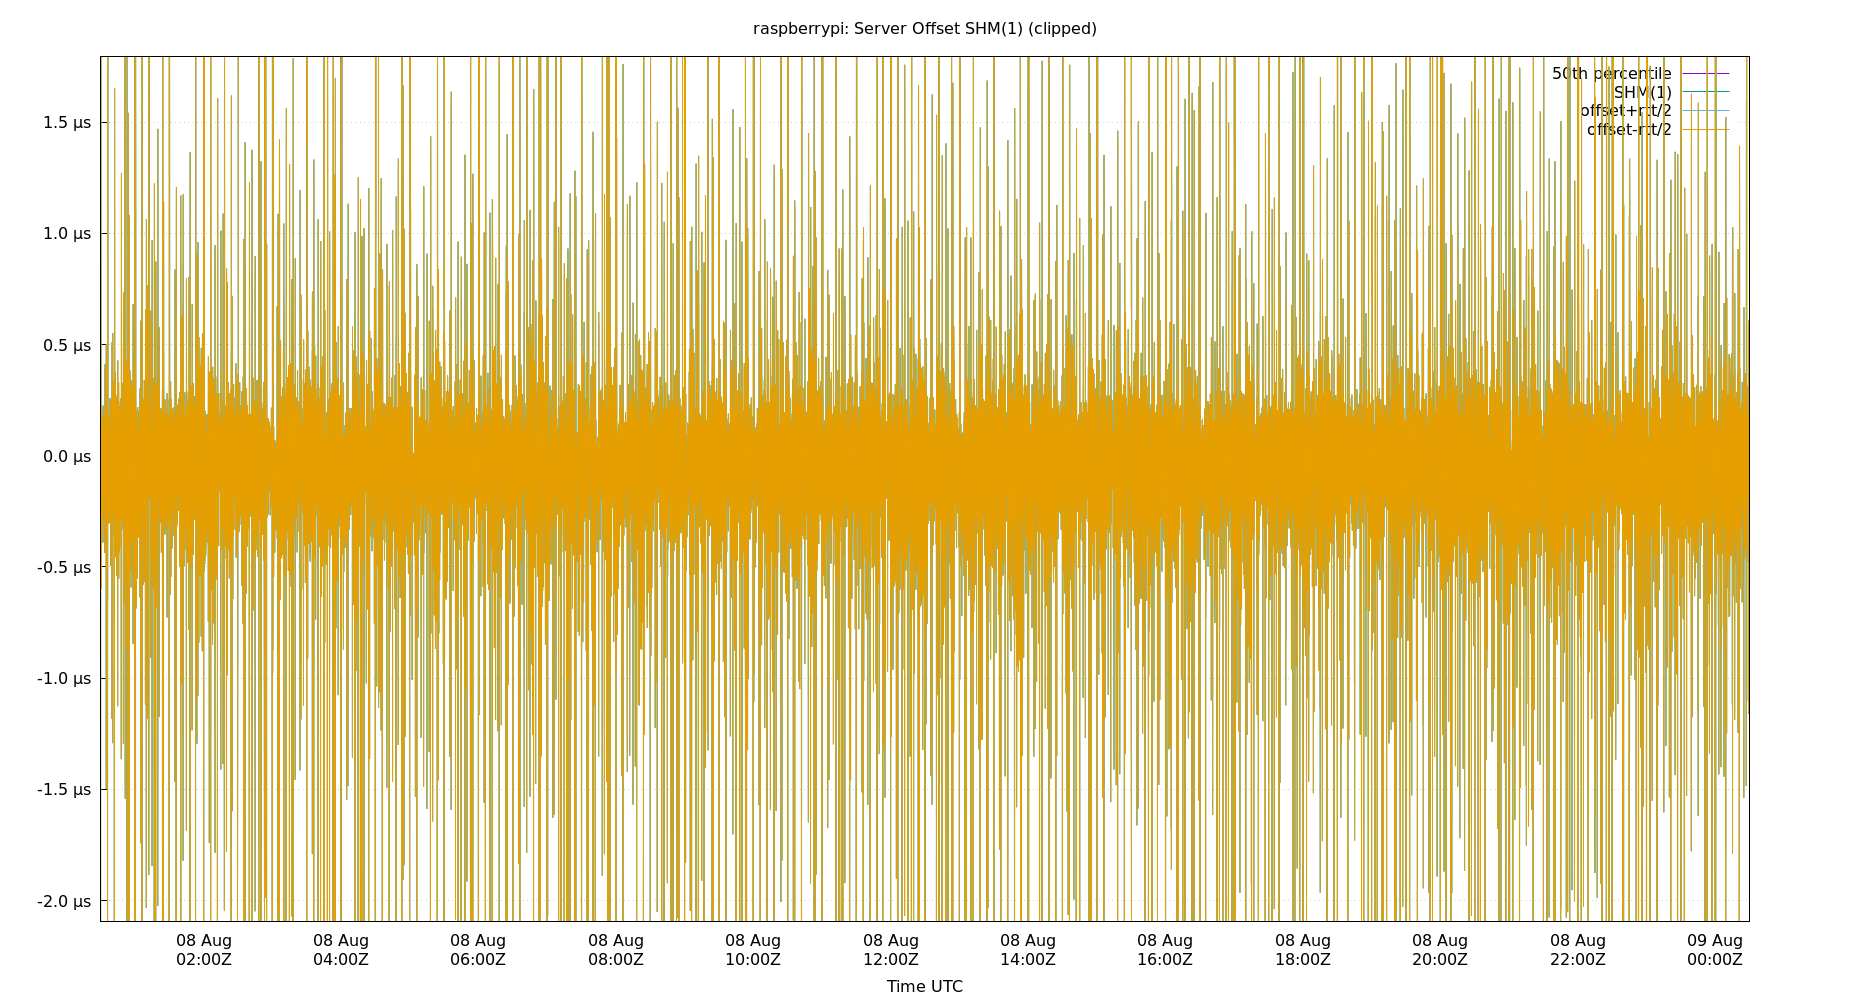 raspberrypi: Server Offset SHM(1) (clipped)
50th percentile
SHM(1)
offset+rtt/2
offset-rtt/2
1.5 µs
1.0 µs
0.5 µs
0.0 µs
-0.5 µs
-1.0 µs
-1.5 µs
-2.0 µs
08 Aug 08 Aug 08 Aug 08 Aug 08 Aug 08 Aug 08 Aug 08 Aug 08 Aug 08 Aug 08 Aug 09 Aug
02:00Z 04:00Z 06:00Z 08:00Z 10:00Z 12:00Z 14:00Z 16:00Z 18:00Z 20:00Z 22:00Z 00:00Z
Time UTC